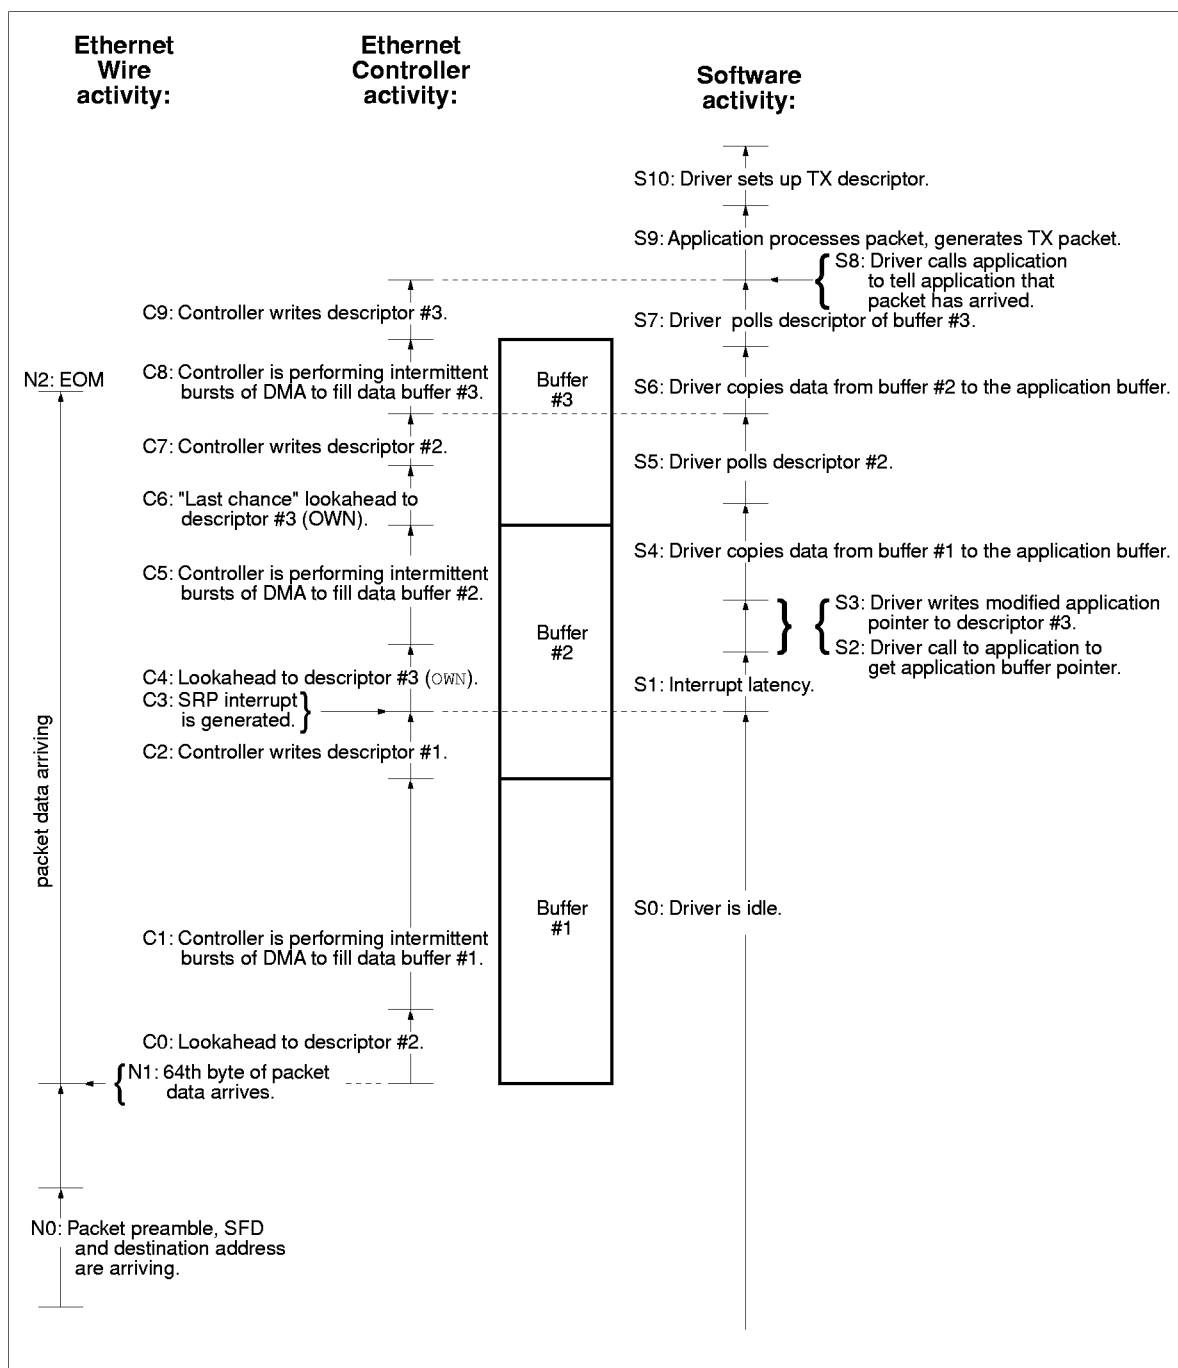 Ethernet
Wire
activity:
Ethernet
Controller
activity:
Software
activity:
S10: Driver sets up TX descriptor.
S9: Application processes packet, generates TX packet.
S8: Driver calls application
to tell application that
packet has arrived.
C9: Controller writes descriptor #3.
S7: Driver polls descriptor of buffer #3.
N2: EOM
C8: Controller is performing intermittent
bursts of DMA to fill data buffer #3.
Buffer
#3
S6: Driver copies data from buffer #2 to the application buffer.
C7: Controller writes descriptor #2.
S5: Driver polls descriptor #2.
C6: "Last chance" lookahead to
descriptor #3 (OWN).
S4: Driver copies data from buffer #1 to the application buffer.
C5: Controller is performing intermittent
bursts of DMA to fill data buffer #2.
Buffer
#2
S3: Driver writes modified application
pointer to descriptor #3.
S2: Driver call to application to
get application buffer pointer.
C4: Lookahead to descriptor #3 (OWN).
S1: Interrupt latency.
C3: SRP interrupt
is generated.
C2: Controller writes descriptor #1.
packet data arriving
Buffer
#1
S0: Driver is idle.
C1: Controller is performing intermittent
bursts of DMA to fill data buffer #1.
C0: Lookahead to descriptor #2.
N1: 64th byte of packet
data arrives.
N0: Packet preamble, SFD
and destination address
are arriving.